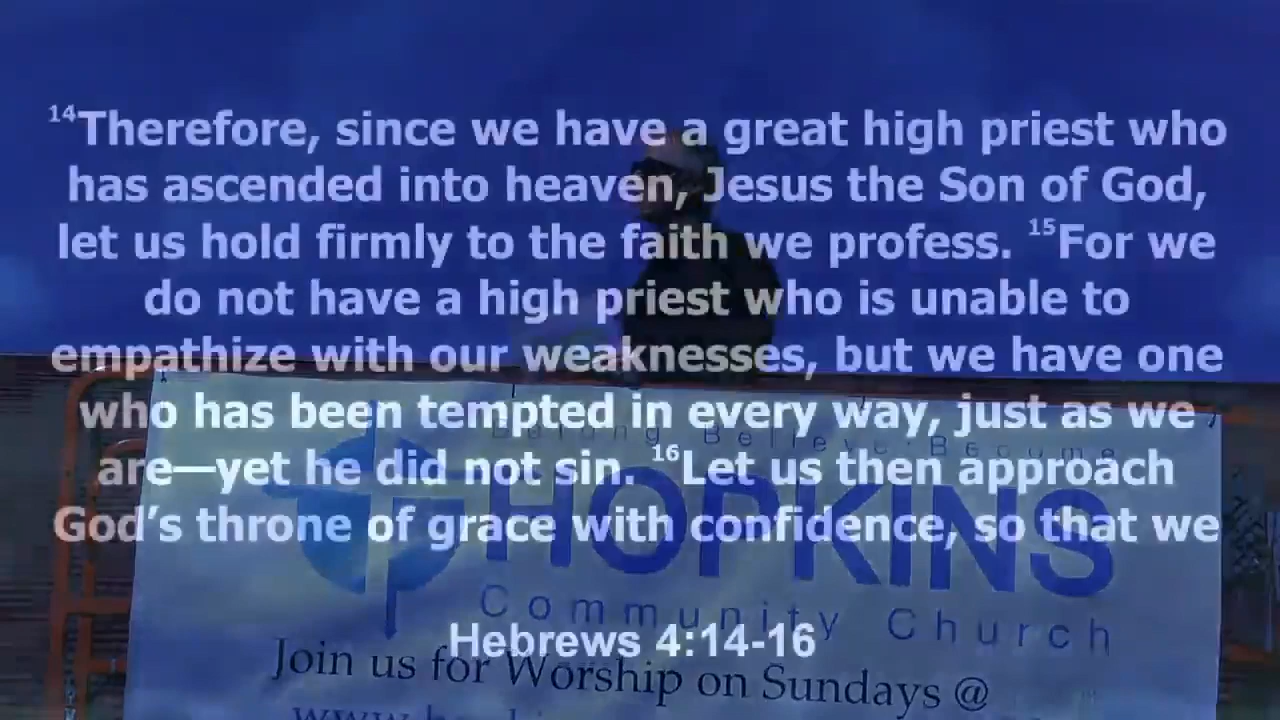 ¹⁴Therefore, since we have a great high priest who
has ascended into heaven, Jesus the Son of God,
let us hold firmly to the faith we profess. ¹⁵For we
do not have a high priest who is unable to
empathize with our weaknesses, but we have one
who has been tempted in every way, just as we
are—yet he did not sin. ¹⁶Let us then approach
God’s throne of grace with confidence, so that we
Hebrews 4:14-16
Belong Believe Become
HOPKINS
Community Church
Join us for Worship on Sundays @